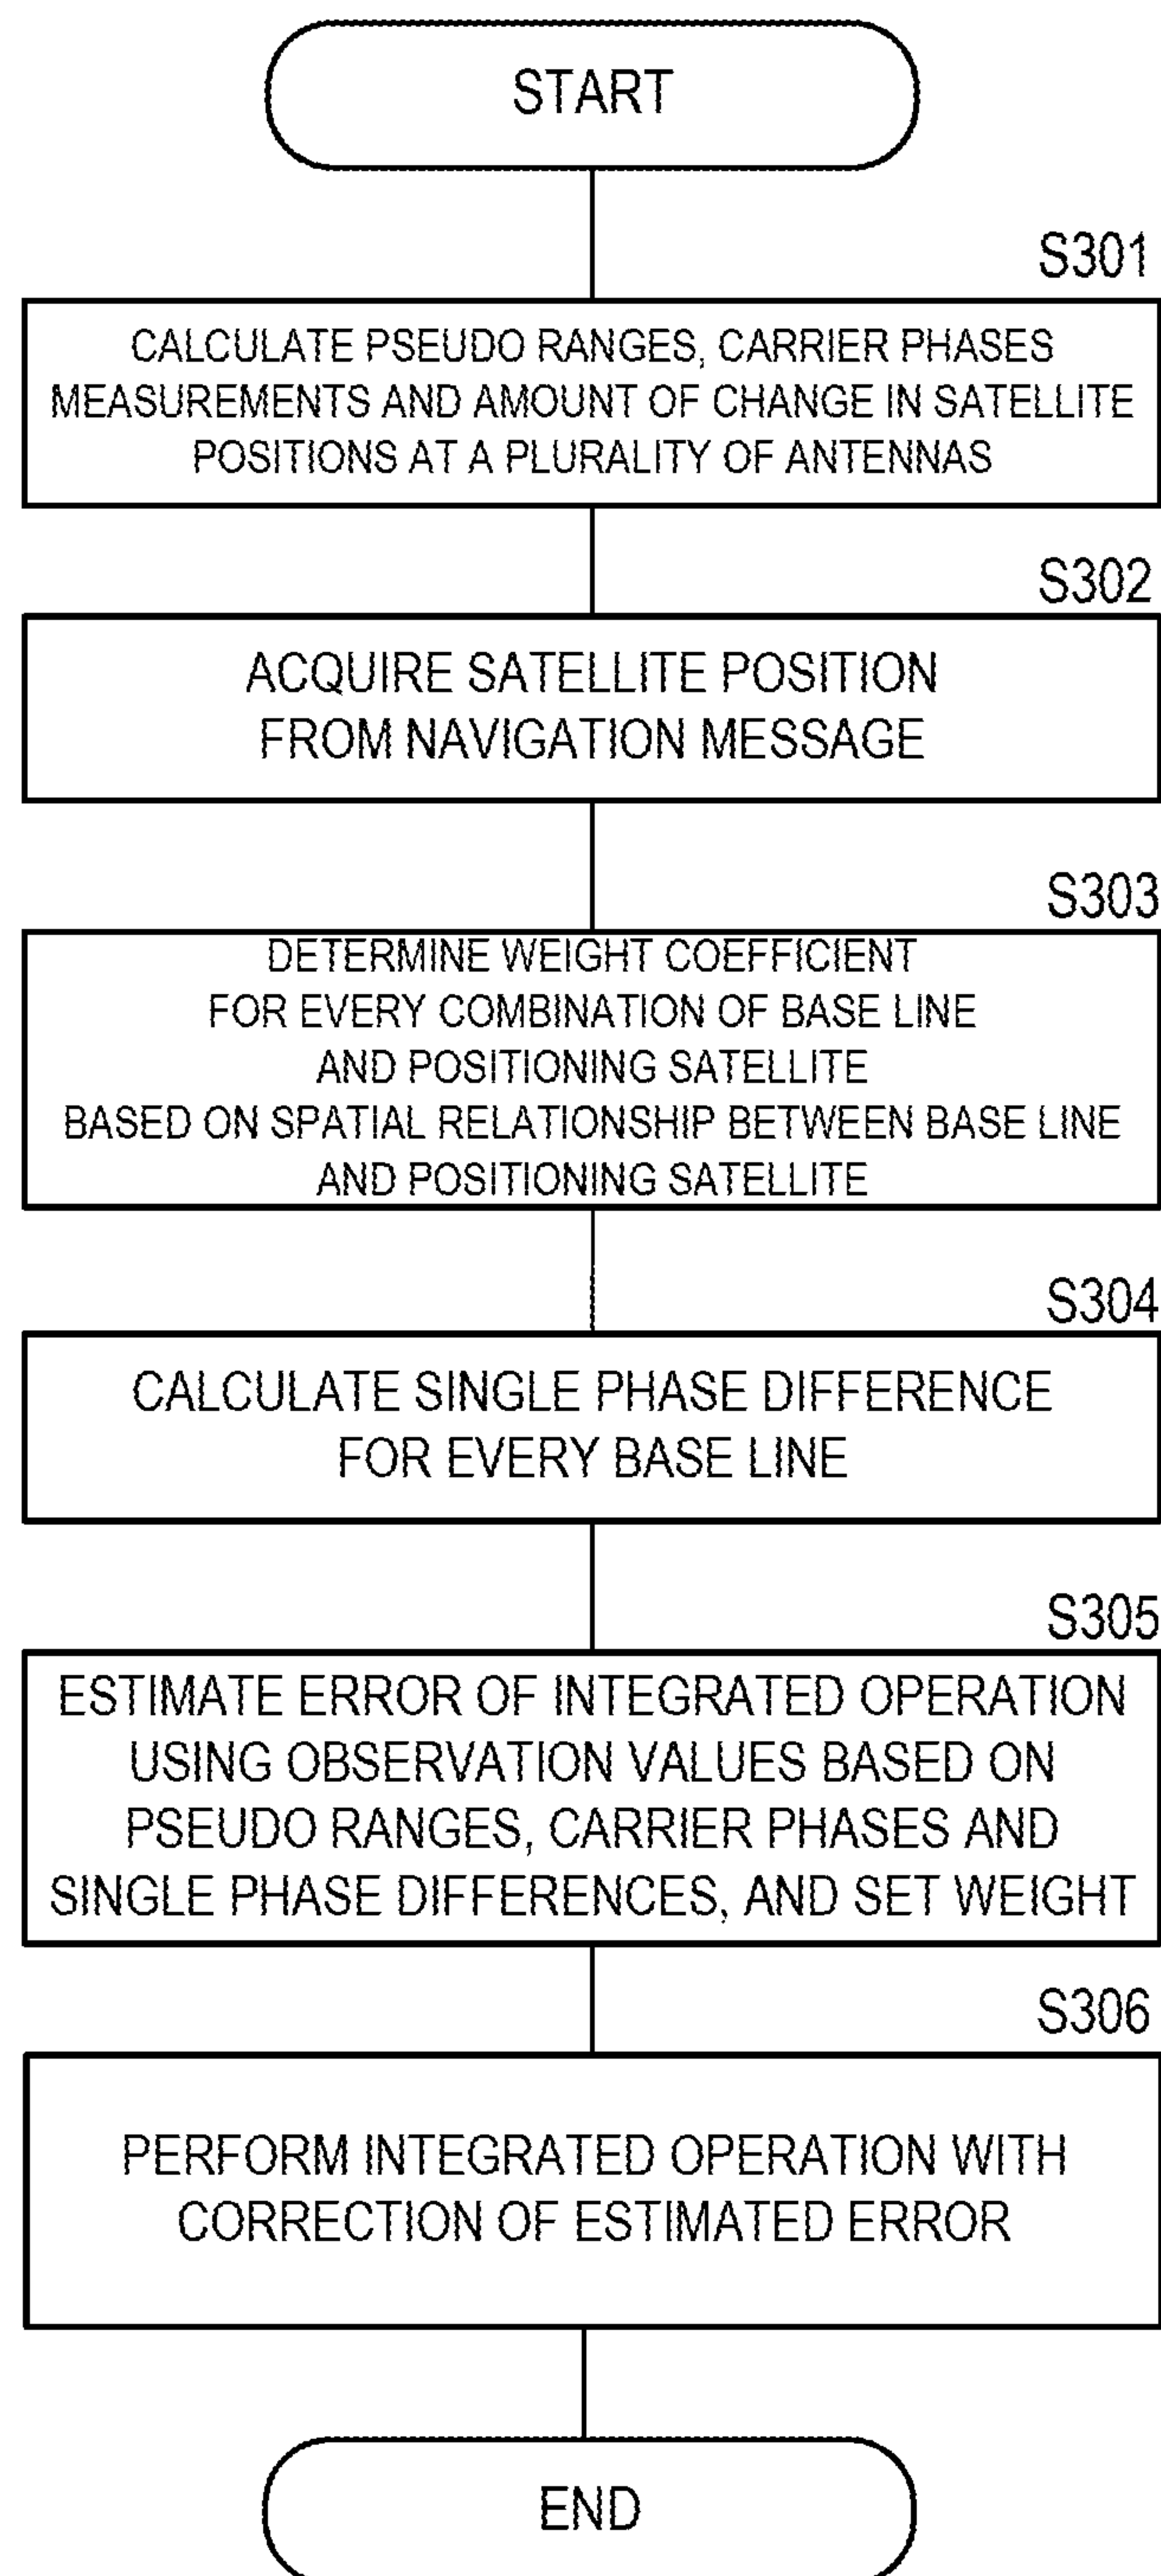 START
S301
CALCULATE PSEUDO RANGES, CARRIER PHASES
MEASUREMENTS AND AMOUNT OF CHANGE IN SATELLITE
POSITIONS AT A PLURALITY OF ANTENNAS
S302
ACQUIRE SATELLITE POSITION
FROM NAVIGATION MESSAGE
S303
DETERMINE WEIGHT COEFFICIENT
FOR EVERY COMBINATION OF BASE LINE
AND POSITIONING SATELLITE
BASED ON SPATIAL RELATIONSHIP BETWEEN BASE LINE
AND POSITIONING SATELLITE
S304
CALCULATE SINGLE PHASE DIFFERENCE
FOR EVERY BASE LINE
S305
ESTIMATE ERROR OF INTEGRATED OPERATION
USING OBSERVATION VALUES BASED ON
PSEUDO RANGES, CARRIER PHASES AND
SINGLE PHASE DIFFERENCES, AND SET WEIGHT
S306
PERFORM INTEGRATED OPERATION WITH
CORRECTION OF ESTIMATED ERROR
END